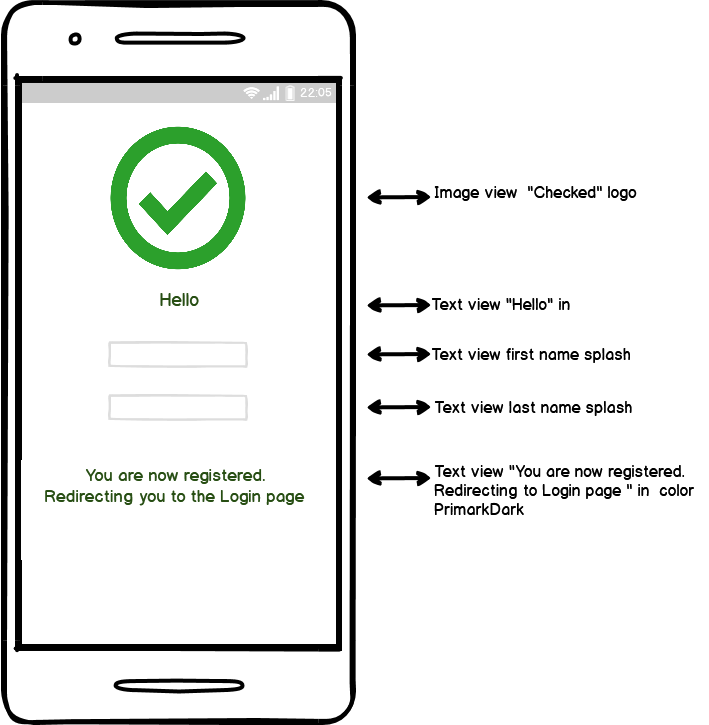 22:05
Image view "Checked" logo
Hello
Text view "Hello" in
Text view first name splash
Text view last name splash
You are now registered.
Redirecting you to the Login page
Text view "You are now registered.
Redirecting to Login page " in color
PrimarkDark